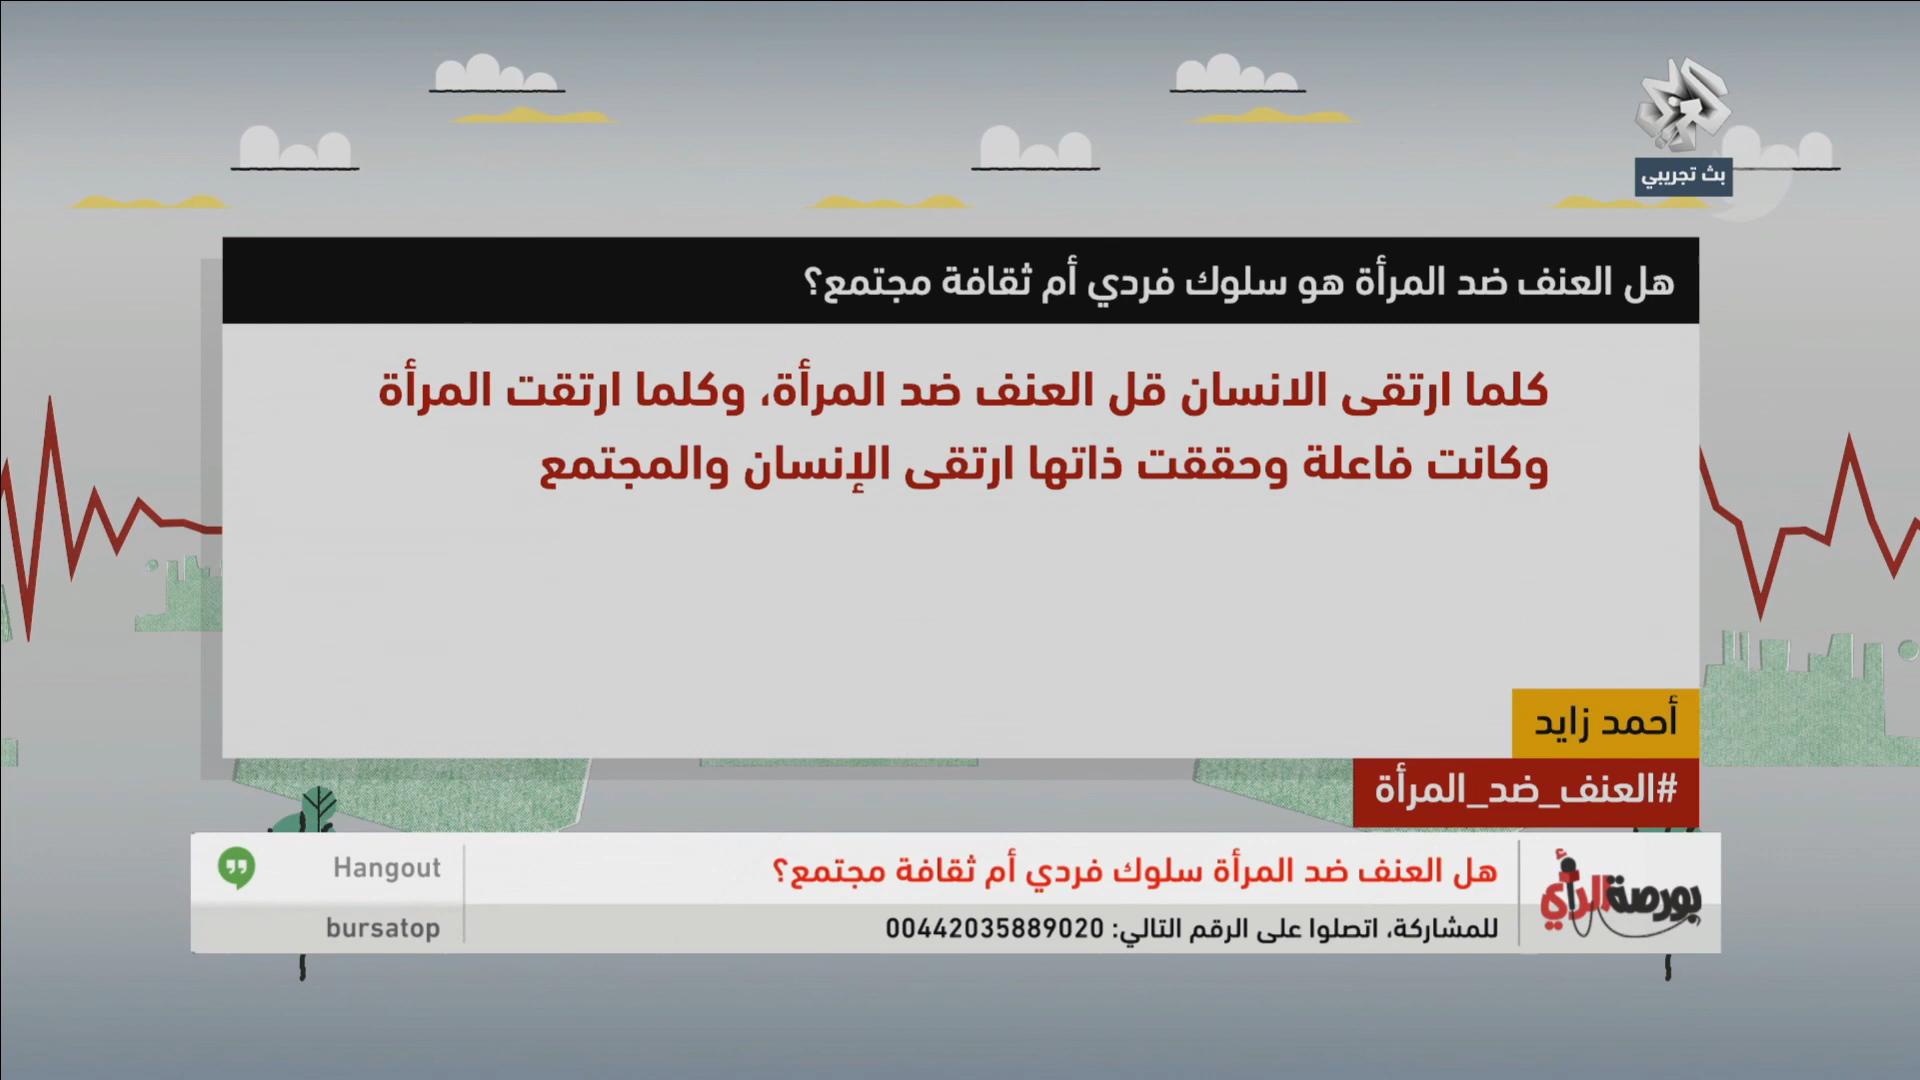 العربي
بث تجريبي
هل العنف ضد المرأة هو سلوك فردي أم ثقافة مجتمع؟
كلما ارتقى الانسان قل العنف ضد المرأة، وكلما ارتقت المرأة
وكانت فاعلة وحققت ذاتها ارتقى الإنسان والمجتمع
أحمد زايد
#العنف_ضد_المرأة
بورصة الرأي
هل العنف ضد المرأة سلوك فردي أم ثقافة مجتمع؟
للمشاركة، اتصلوا على الرقم التالي: 00442035889020
Hangout
bursatop